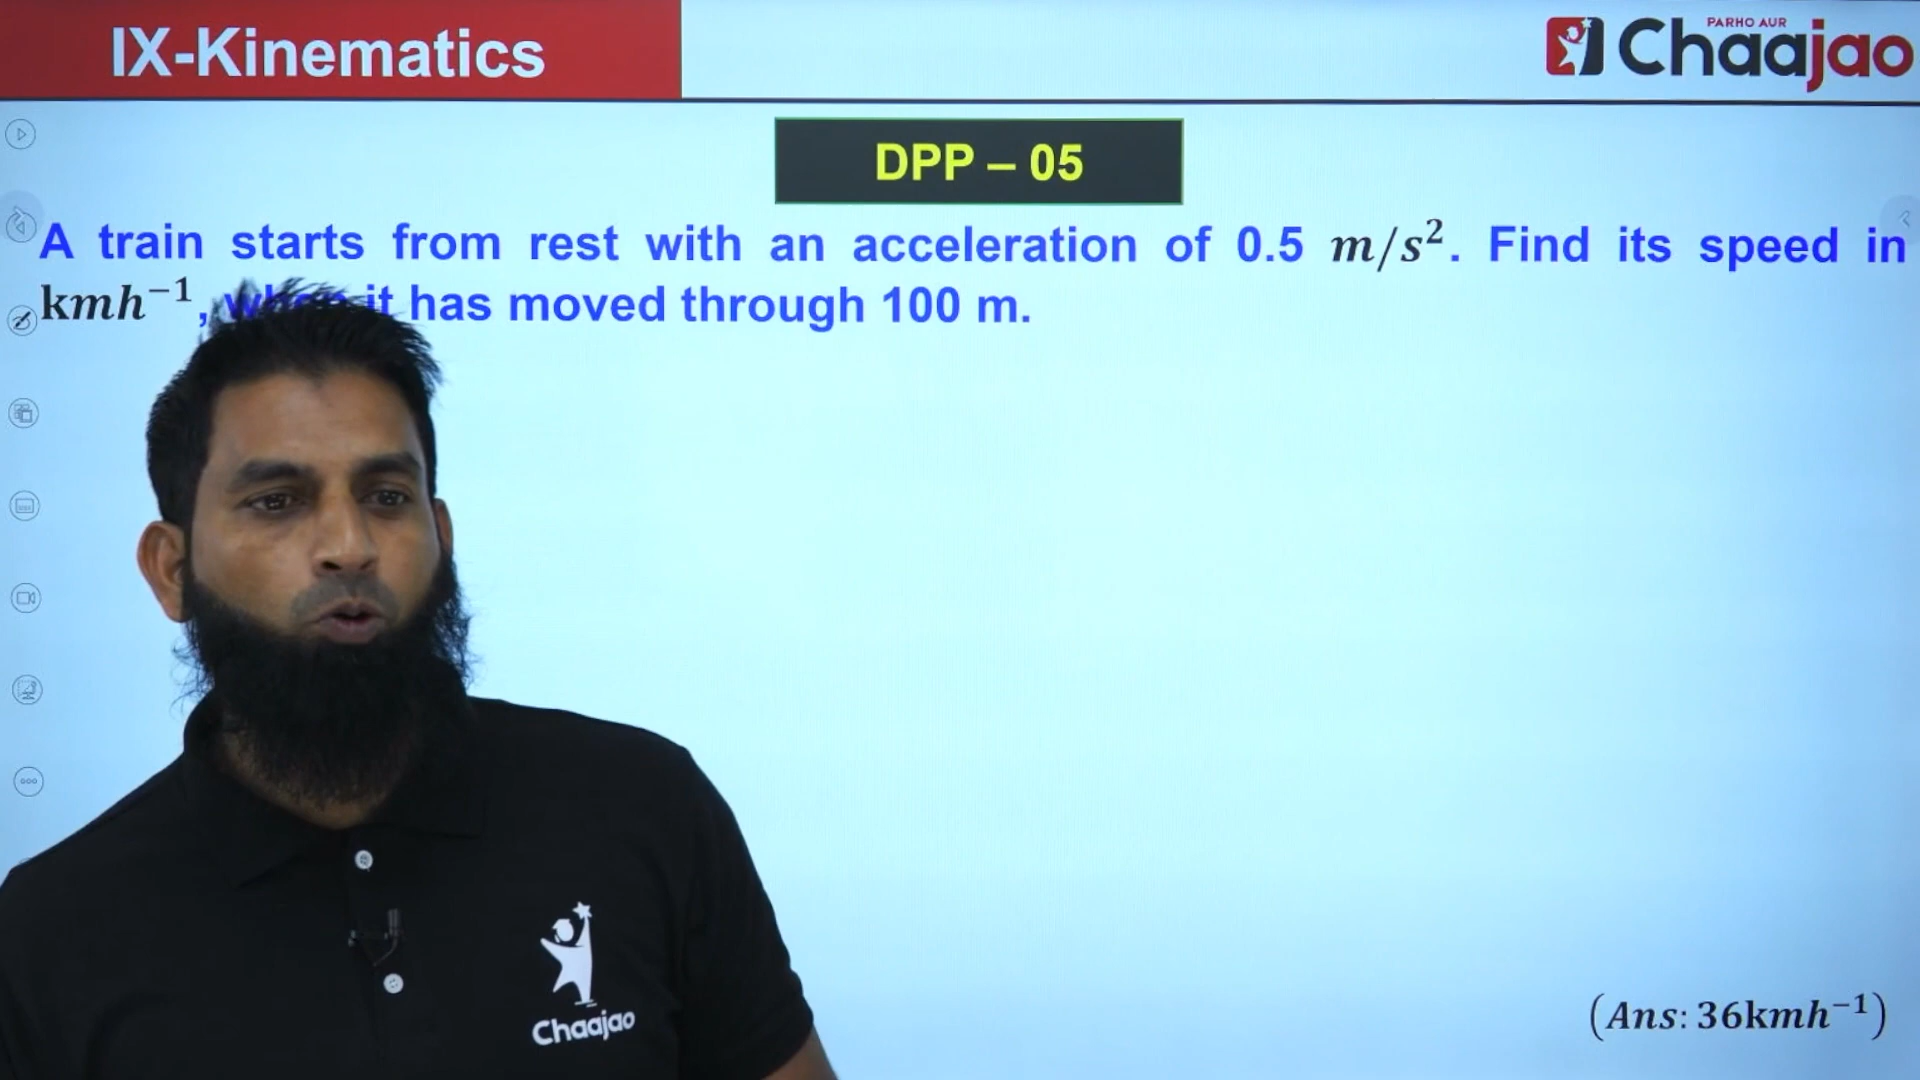 IX-Kinematics
PARHO AUR
Chaajao
DPP – 05
A train starts from rest with an acceleration of 0.5 m/s². Find its speed in
kmh⁻¹, when it has moved through 100 m.
Chaajao
(Ans: 36kmh⁻¹)